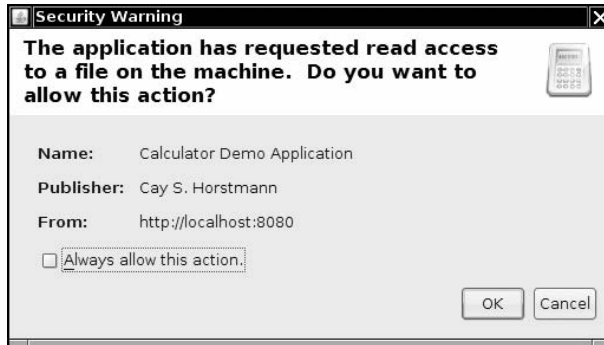 Security Warning
The application has requested read access
to a file on the machine. Do you want to
allow this action?
Name: Calculator Demo Application
Publisher: Cay S. Horstmann
From: http://localhost:8080
Always allow this action.
OK Cancel